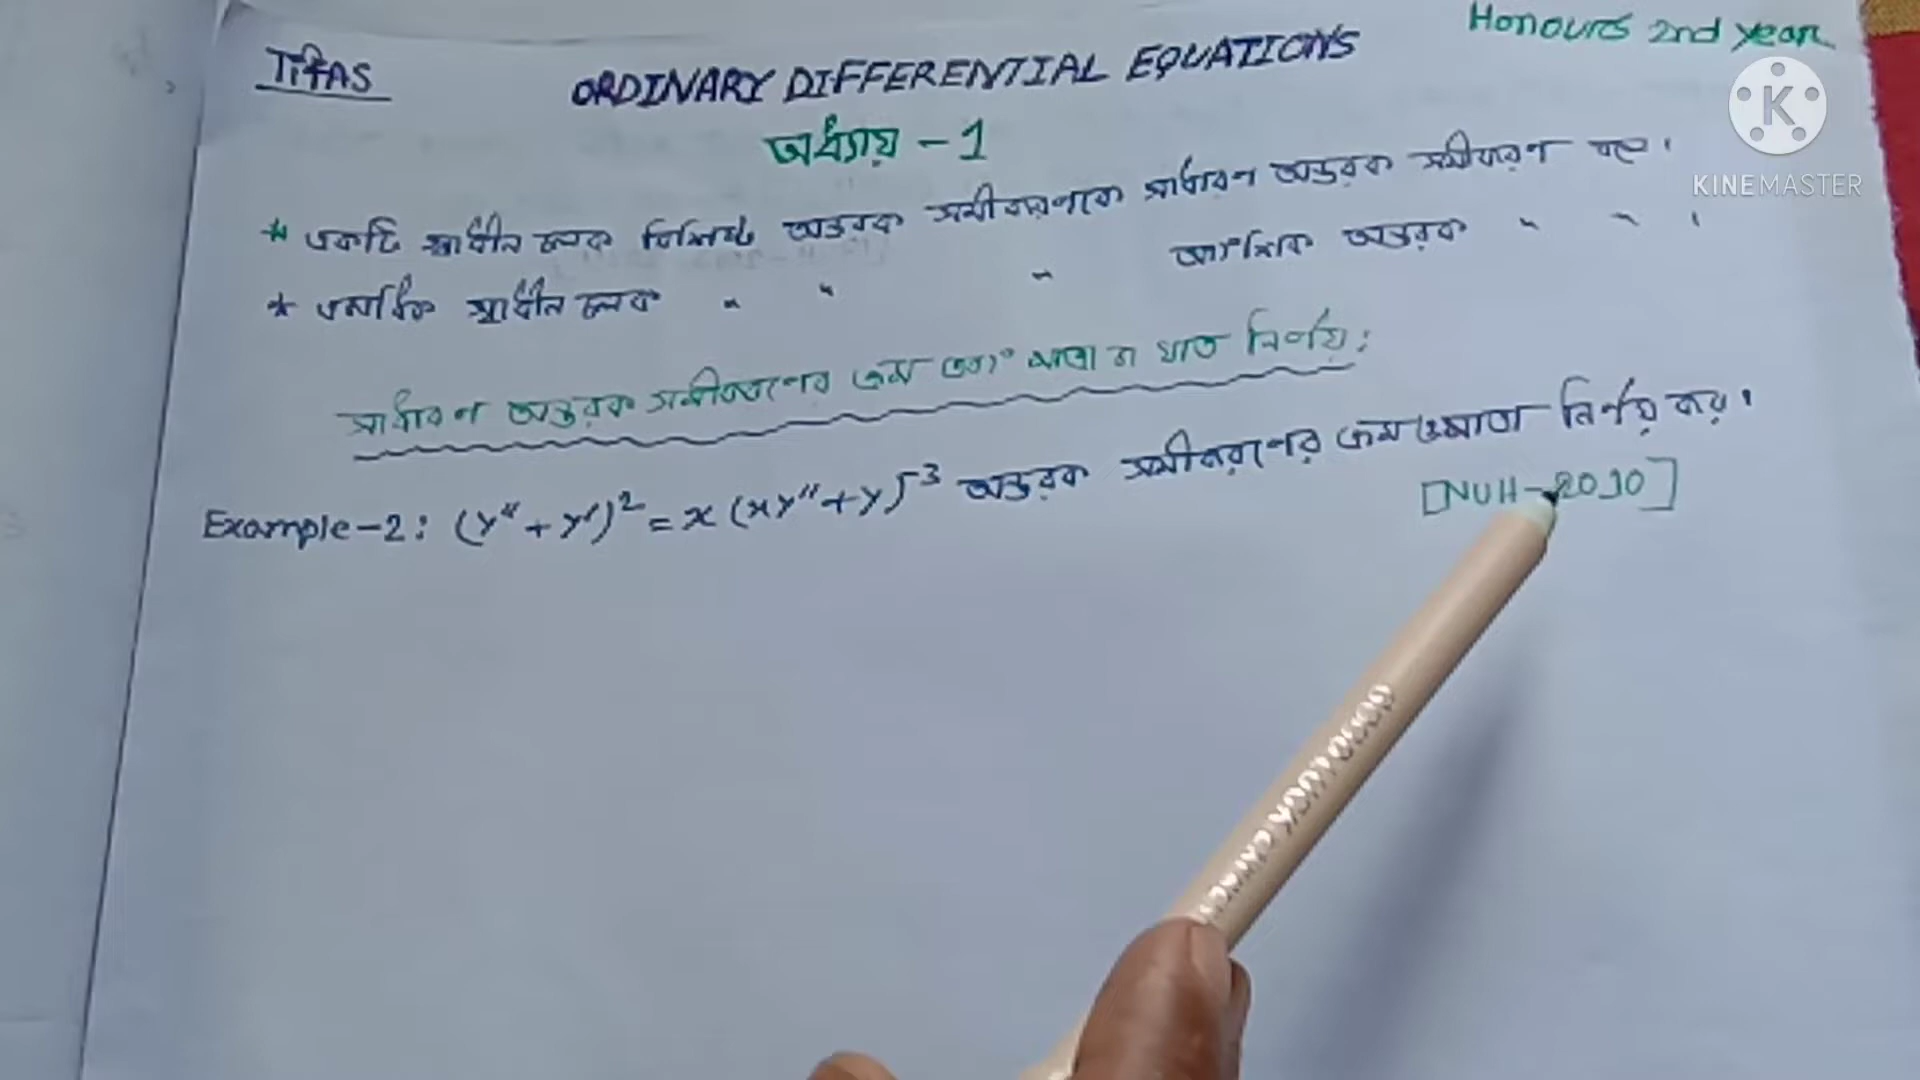 Titas
ORDINARY DIFFERENTIAL EQUATIONS
Honours 2nd year
অধ্যায় - 1
KINEMASTER
* একটি স্বাধীন চলক বিশিষ্ট অন্তরক সমীকরণকে সাধারণ অন্তরক সমীকরণ বলে।
* একাধিক স্বাধীন চলক " " " আংশিক অন্তরক " " ।
সাধারণ অন্তরক সমীকরণের ক্রম এবং মাত্রা বা ঘাত নির্ণয়:
Example-2: (y" + y')² = x (xy" + y)⁻³ অন্তরক সমীকরণের ক্রম ও মাত্রা নির্ণয় কর।
[NUH-2010]